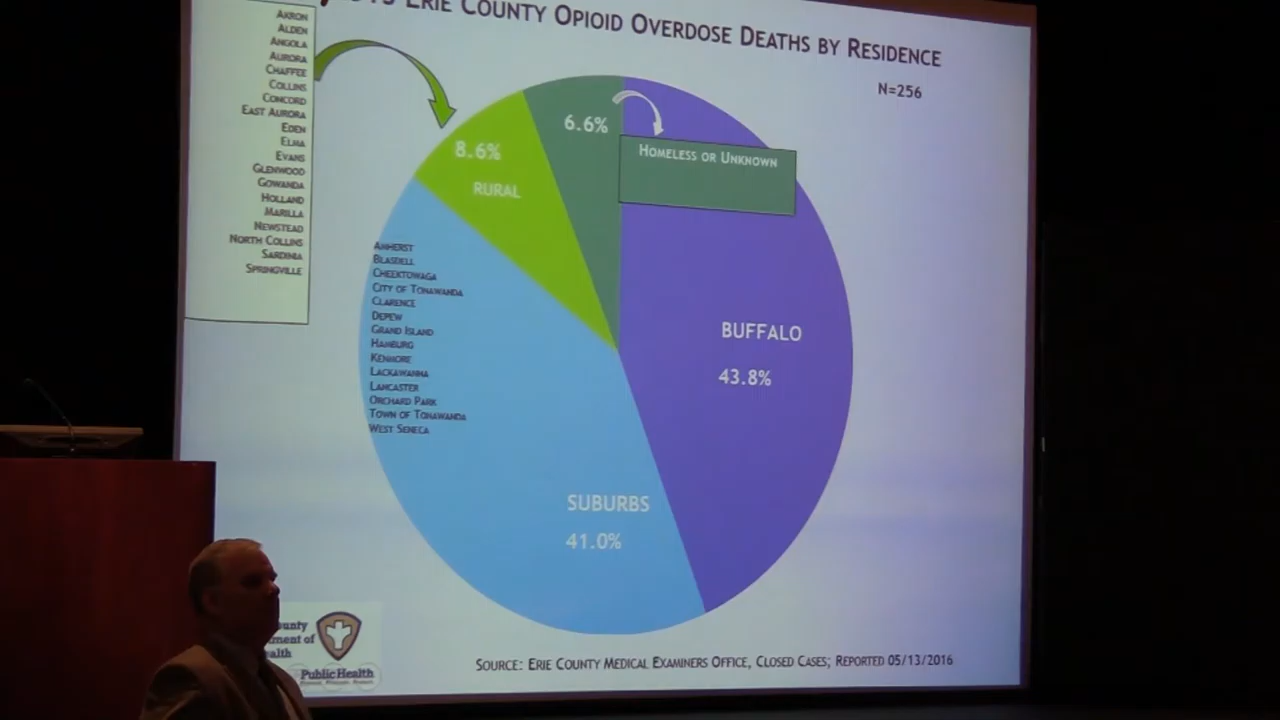 ERIE COUNTY OPIOID OVERDOSE DEATHS BY RESIDENCE
N=256
AKRON
ALDEN
ANGOLA
AURORA
CHAFFEE
COLLINS
CONCORD
EAST AURORA
EDEN
ELMA
EVANS
GLENWOOD
GOWANDA
HOLLAND
MARILLA
NEWSTEAD
NORTH COLLINS
SARDINIA
SPRINGVILLE
8.6%
RURAL
6.6%
HOMELESS OR UNKNOWN
AMHERST
BLASDELL
CHEEKTOWAGA
CITY OF TONAWANDA
CLARENCE
DEPEW
GRAND ISLAND
HAMBURG
KENMORE
LACKAWANNA
LANCASTER
ORCHARD PARK
TOWN OF TONAWANDA
WEST SENECA
BUFFALO
43.8%
SUBURBS
41.0%
SOURCE: ERIE COUNTY MEDICAL EXAMINERS OFFICE, CLOSED CASES; REPORTED 05/13/2016
unty
ment of
alth
Public Health